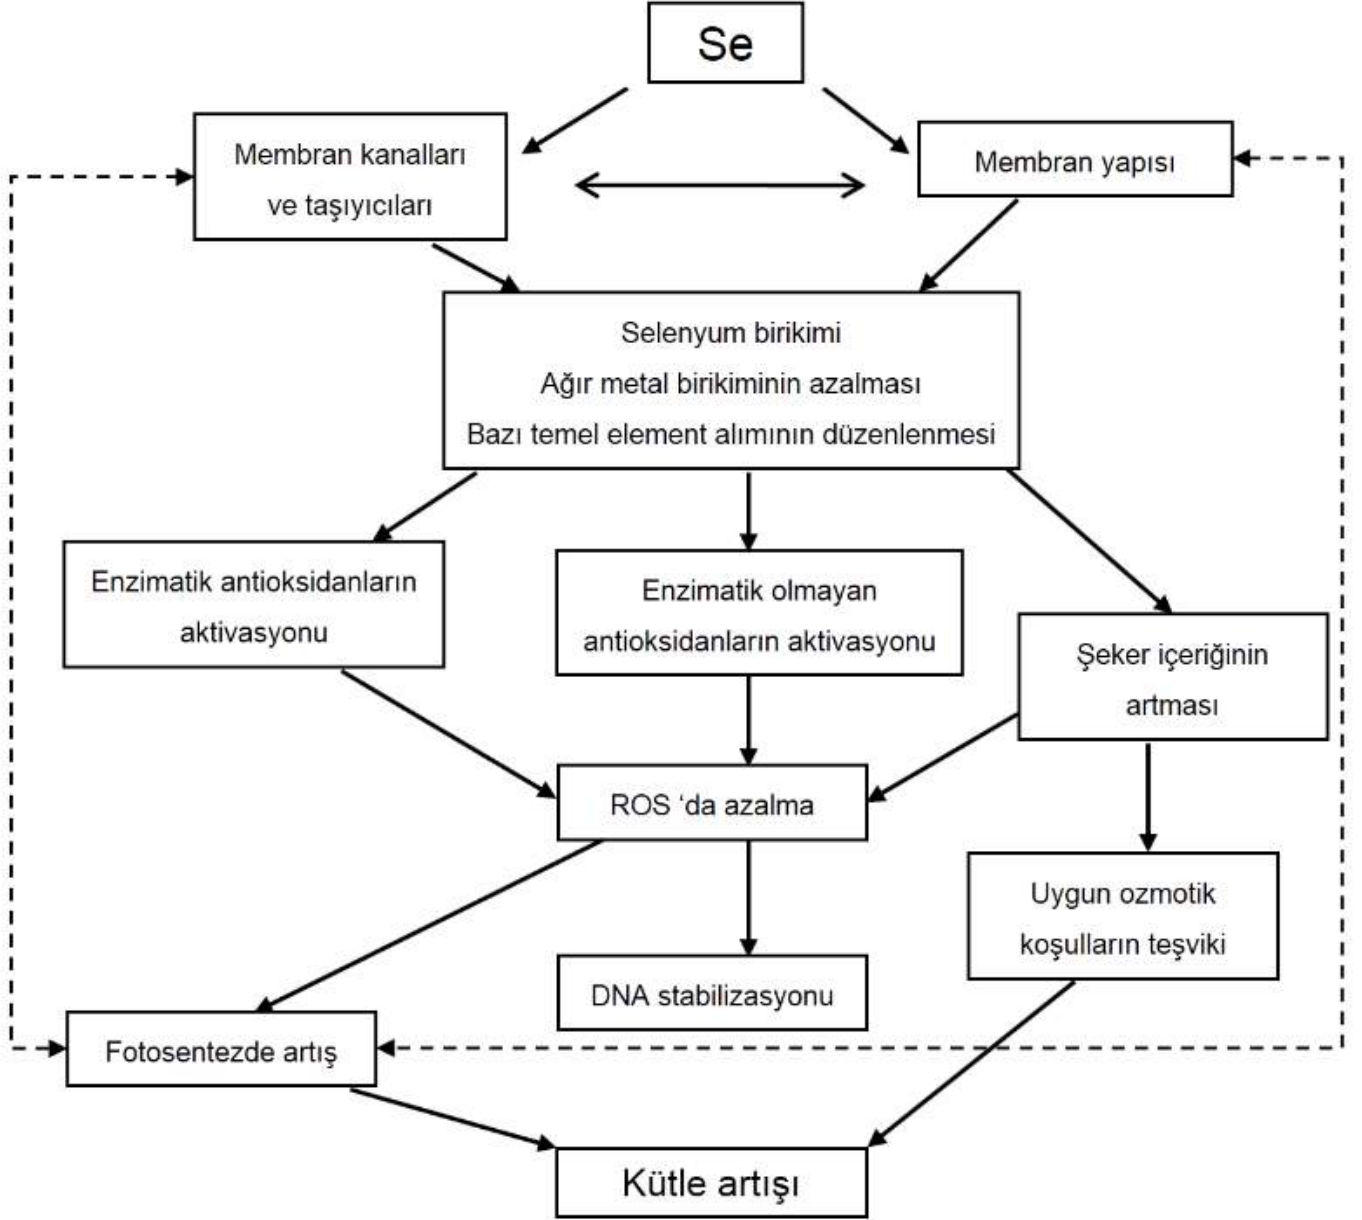 Se
Membran kanalları
ve taşıyıcıları
Membran yapısı
Selenyum birikimi
Ağır metal birikiminin azalması
Bazı temel element alımının düzenlenmesi
Enzimatik antioksidanların
aktivasyonu
Enzimatik olmayan
antioksidanların aktivasyonu
Şeker içeriğinin
artması
ROS ‘da azalma
Uygun ozmotik
koşulların teşviki
DNA stabilizasyonu
Fotosentezde artış
Kütle artışı